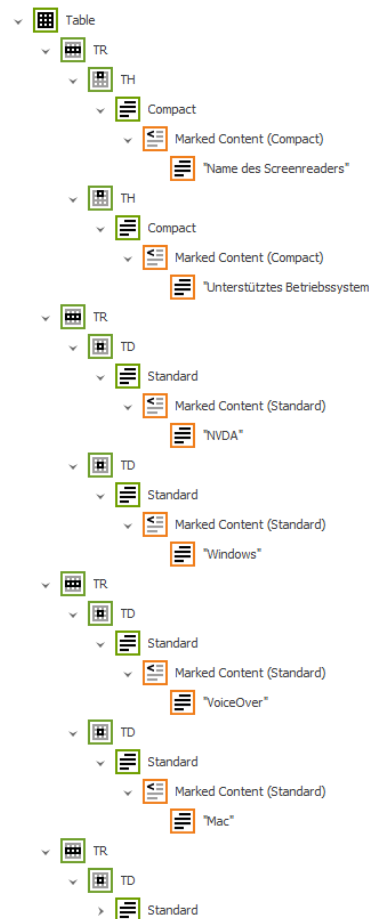 Table
TR
TH
Compact
Marked Content (Compact)
"Name des Screenreaders"
TH
Compact
Marked Content (Compact)
"Unterstütztes Betriebssystem
TR
TD
Standard
Marked Content (Standard)
"NVDA"
TD
Standard
Marked Content (Standard)
"Windows"
TR
TD
Standard
Marked Content (Standard)
"VoiceOver"
TD
Standard
Marked Content (Standard)
"Mac"
TR
TD
Standard